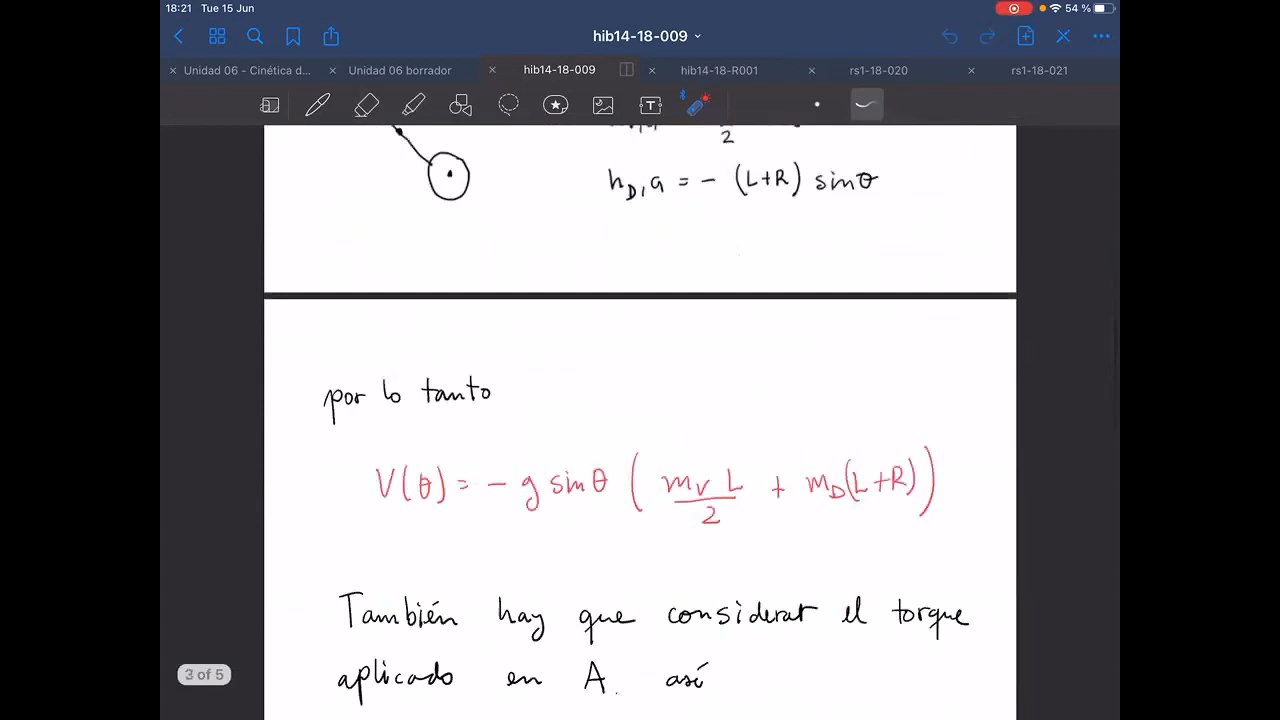 18:21 Tue 15 Jun
54 %
hib14-18-009
Unidad 06 - Cinética d...
Unidad 06 borrador
hib14-18-009
hib14-18-R001
rs1-18-020
rs1-18-021
2
h_D,g = - (L+R) sinθ
por lo tanto
V(θ) = - g sinθ ( m_V L / 2 + m_D(L+R) )
También hay que considerar el torque
aplicado en A. así
3 of 5